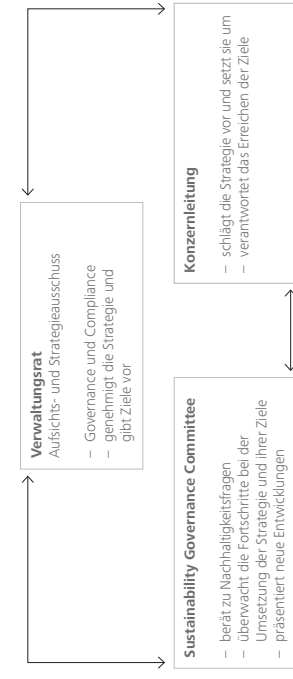 Verwaltungsrat
Aufsichts- und Strategieausschuss
– Governance und Compliance
– genehmigt die Strategie und
gibt Ziele vor
Sustainability Governance Committee
– berät zu Nachhaltigkeitsfragen
– überwacht die Fortschritte bei der
Umsetzung der Strategie und ihrer Ziele
– präsentiert neue Entwicklungen
Konzernleitung
– schlägt die Strategie vor und setzt sie um
– verantwortet das Erreichen der Ziele